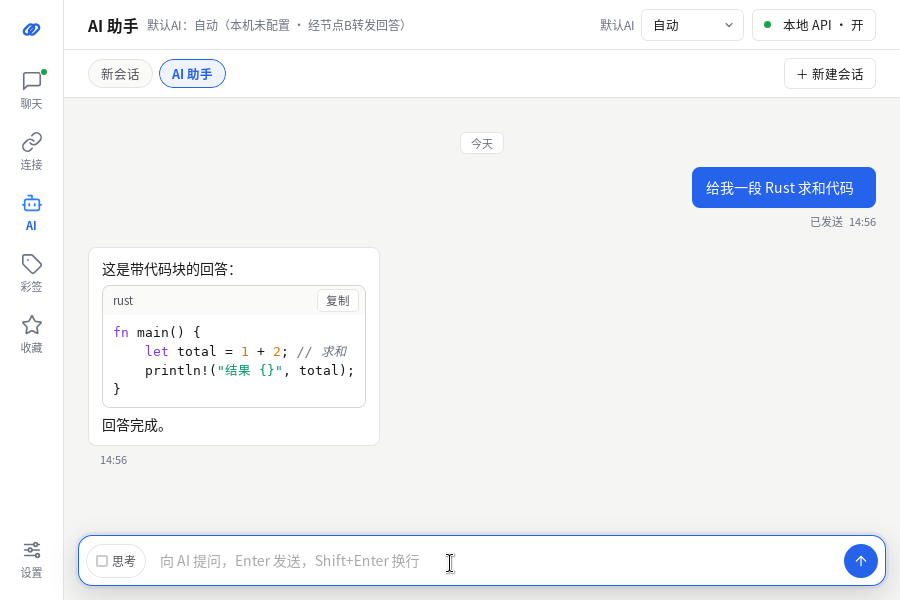 AI 助手
默认AI：自动（本机未配置 · 经节点B转发回答）
默认AI
自动
本地 API · 开
聊天
连接
AI
彩签
收藏
设置
新会话
AI 助手
＋ 新建会话
今天
给我一段 Rust 求和代码
已发送 14:56
这是带代码块的回答：
rust
复制
fn main() {
    let total = 1 + 2; // 求和
    println!("结果 {}", total);
}
回答完成。
14:56
思考
向 AI 提问，Enter 发送，Shift+Enter 换行